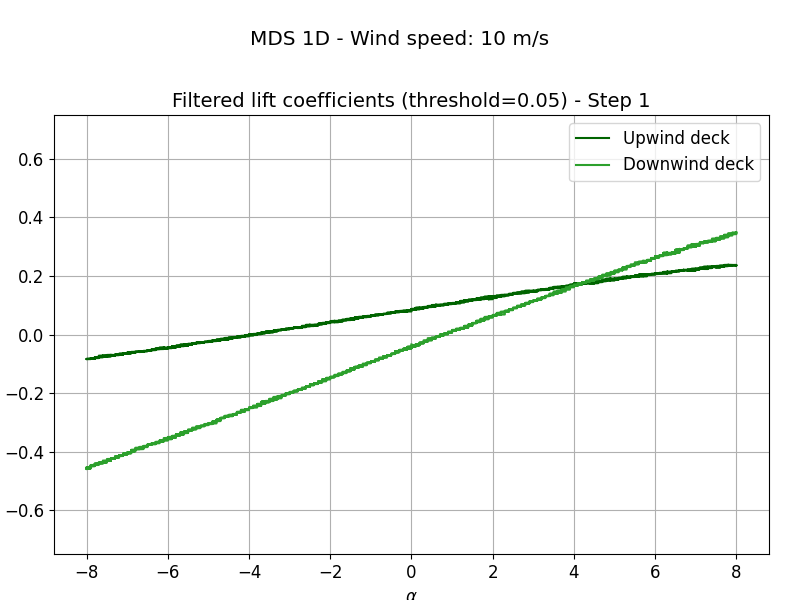 MDS 1D - Wind speed: 10 m/s
Filtered lift coefficients (threshold=0.05) - Step 1
Upwind deck
Downwind deck
0.6
0.4
0.2
0.0
−0.2
−0.4
−0.6
−8 −6 −4 −2 0 2 4 6 8
α